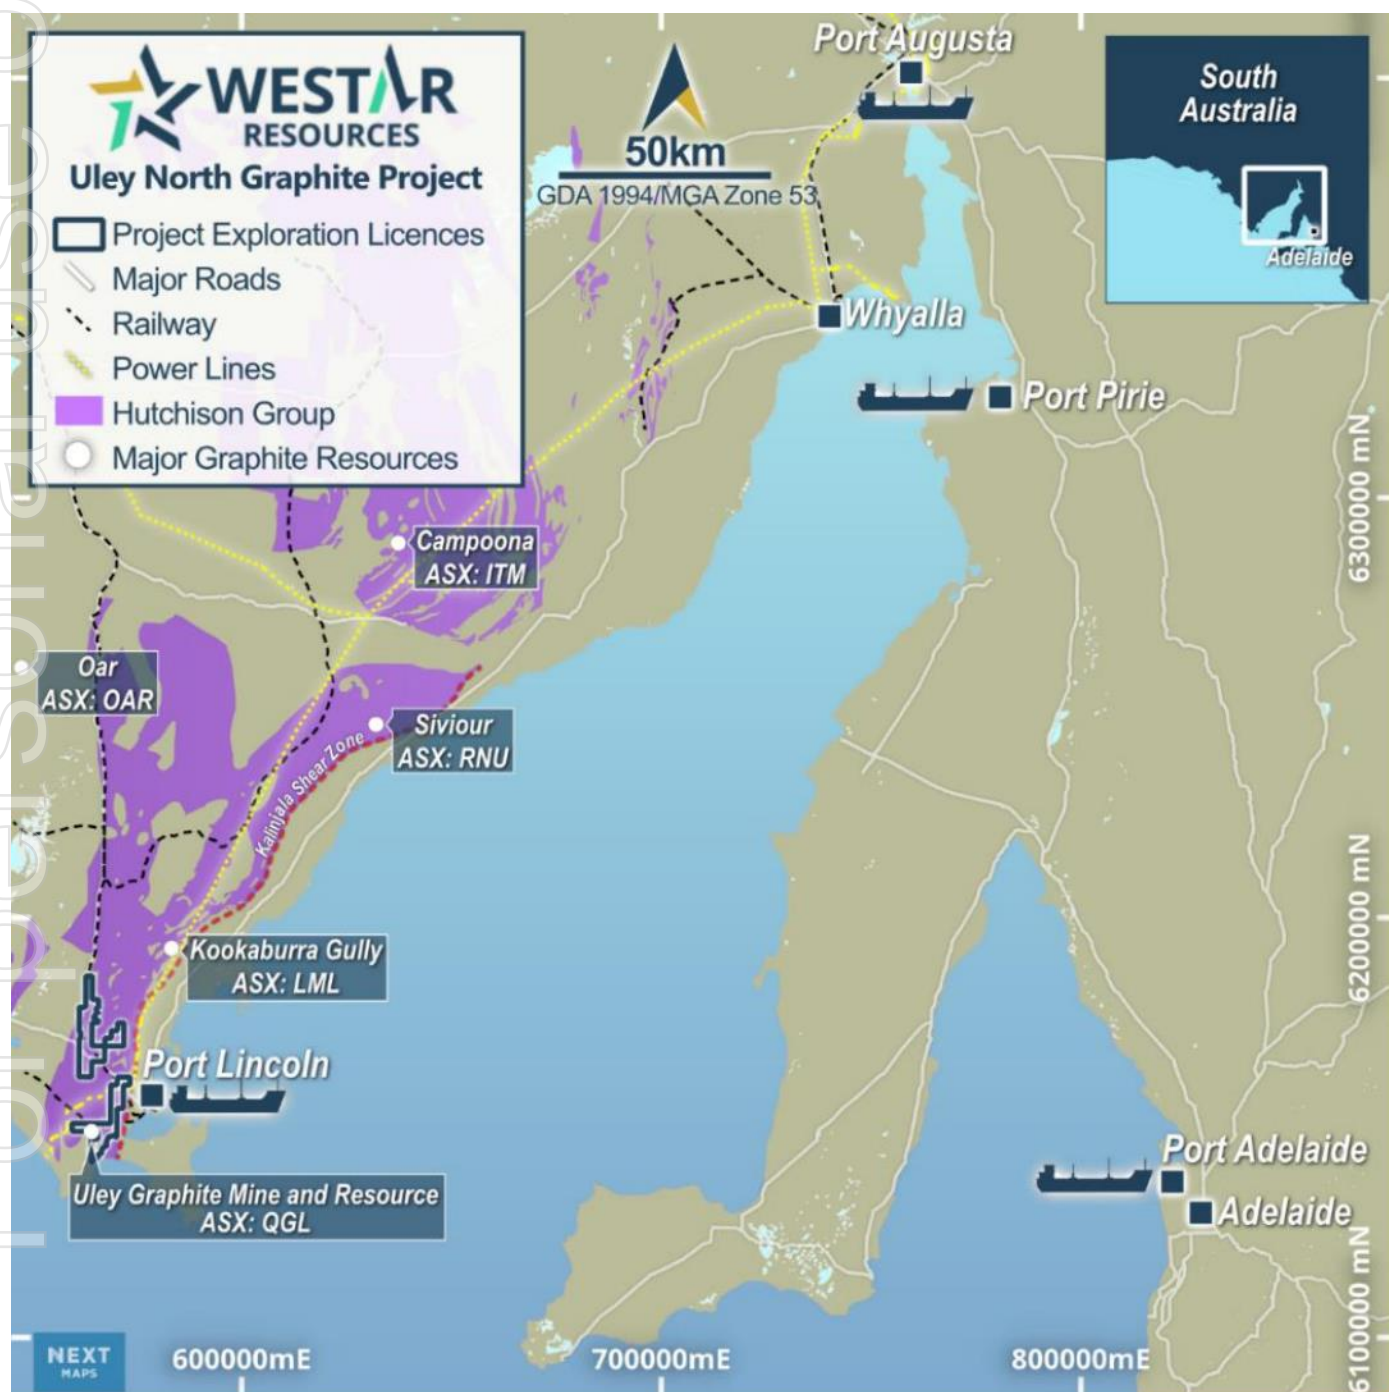 WESTAR
RESOURCES
Uley North Graphite Project
Project Exploration Licences
Major Roads
Railway
Power Lines
Hutchison Group
Major Graphite Resources
50km
GDA 1994/MGA Zone 53
Port Augusta
South
Australia
Adelaide
Whyalla
Port Pirie
Campoona
ASX: ITM
Oar
ASX: OAR
Siviour
ASX: RNU
Kalinjala Shear Zone
Kookaburra Gully
ASX: LML
Port Lincoln
Uley Graphite Mine and Resource
ASX: QGL
Port Adelaide
Adelaide
6300000 mN
6200000 mN
6100000 mN
NEXT
MAPS
600000mE
700000mE
800000mE
For personal use